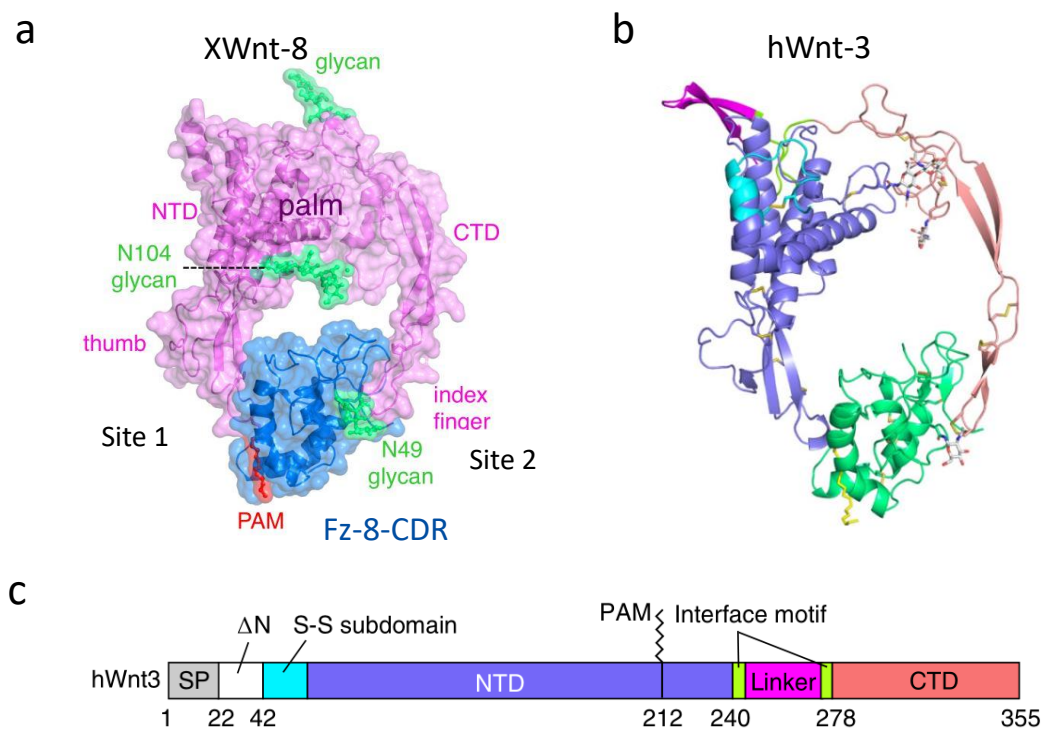 a
XWnt-8
glycan
NTD
palm
CTD
N104
glycan
thumb
index
finger
Site 1
N49
glycan
Site 2
PAM
Fz-8-CDR
b
hWnt-3
c
PAM
Interface motif
ΔN
S-S subdomain
hWnt3
SP
NTD
Linker
CTD
1
22
42
212
240
278
355